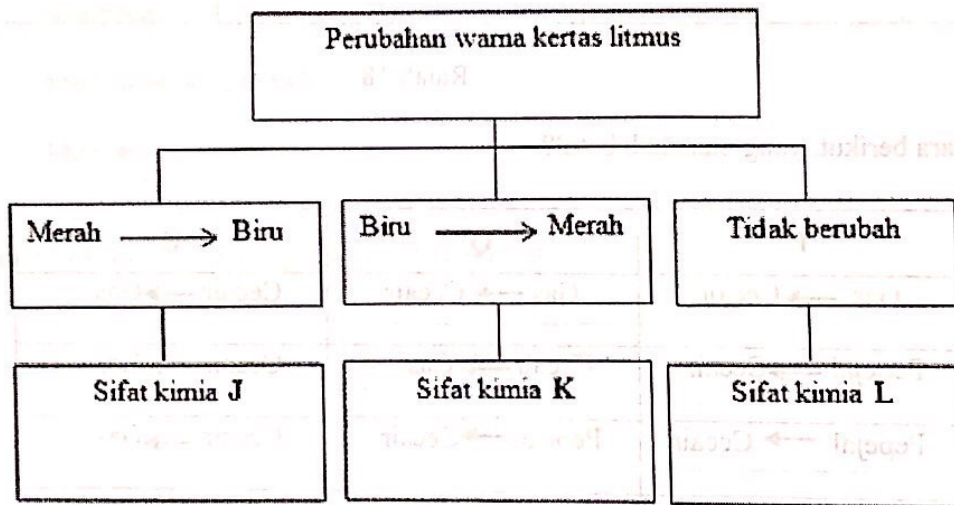 Perubahan warna kertas litmus
Merah → Biru
Biru → Merah
Tidak berubah
Sifat kimia J
Sifat kimia K
Sifat kimia L